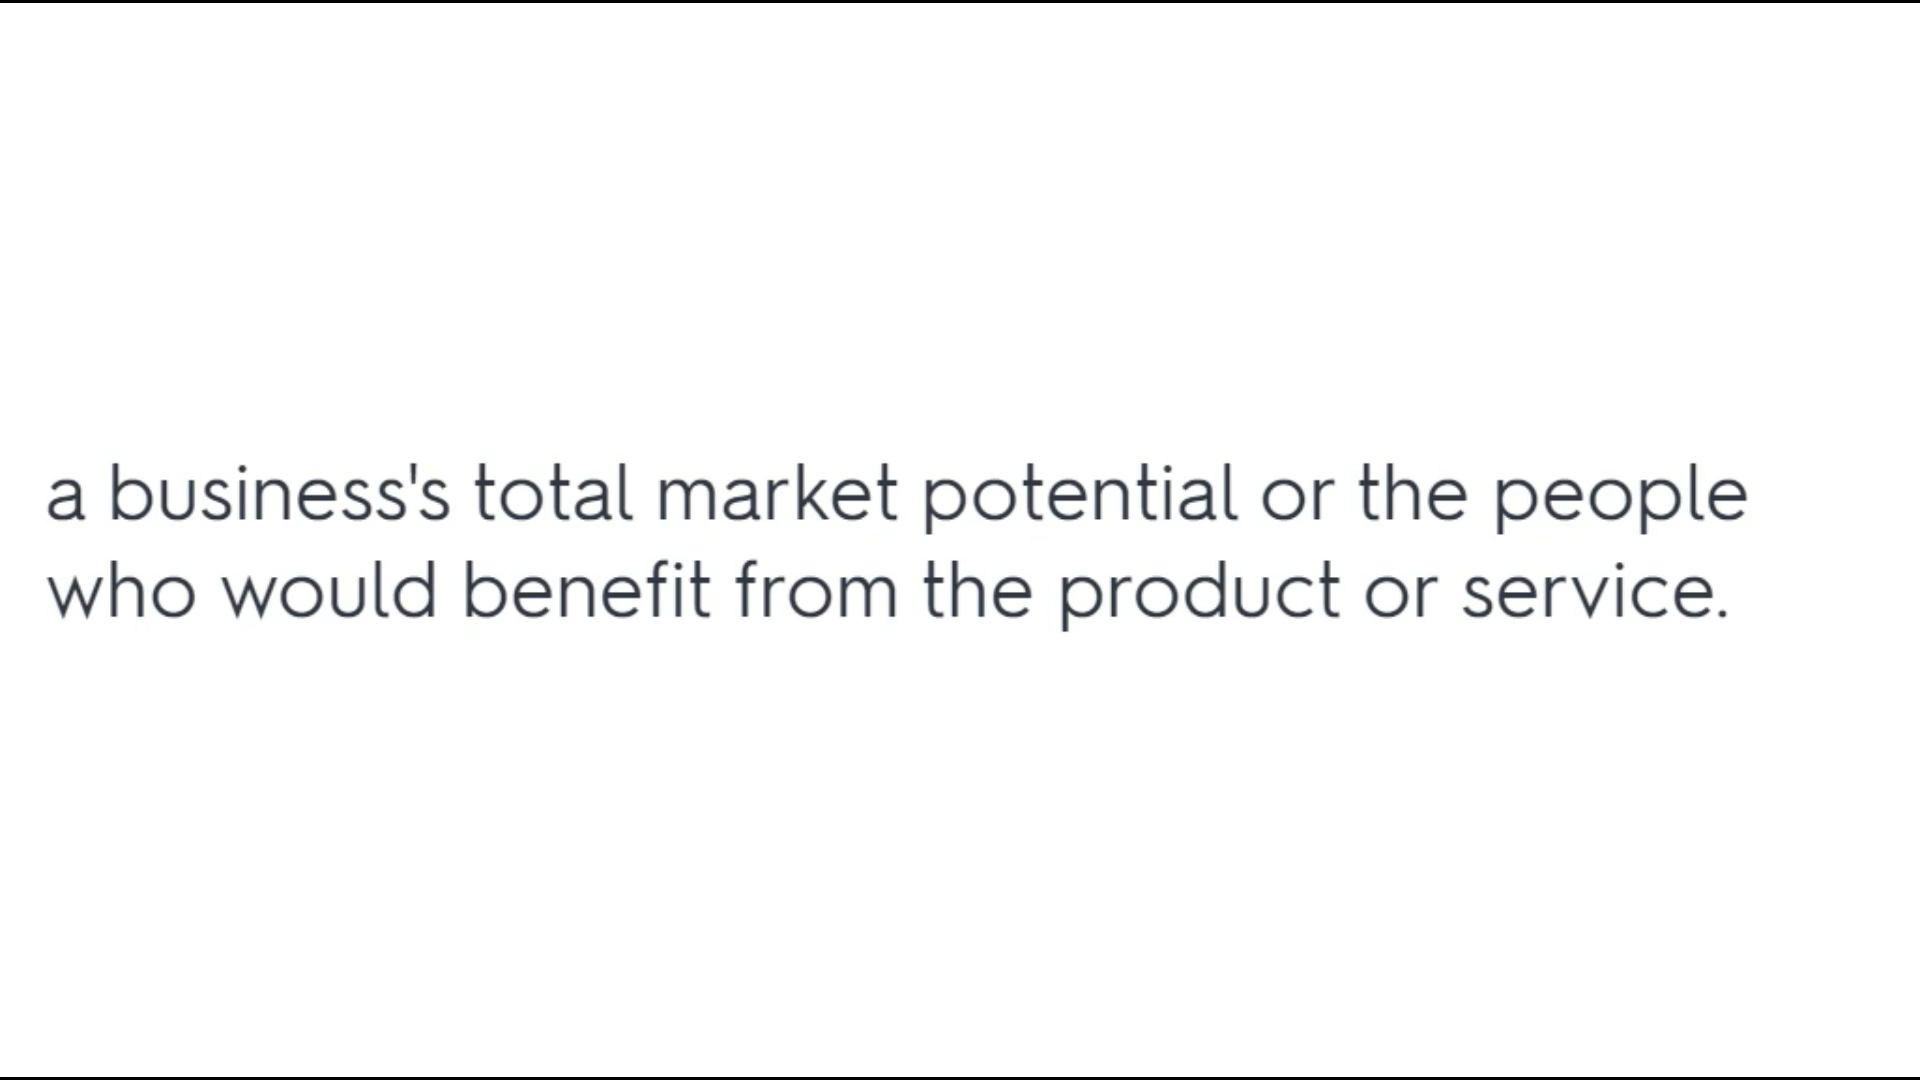 a business's total market potential or the people
who would benefit from the product or service.